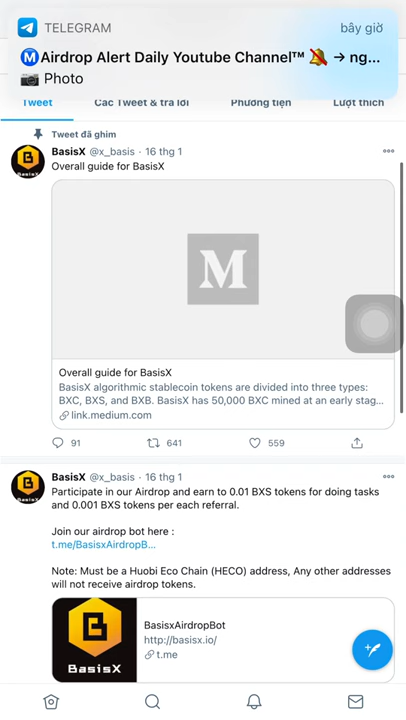 TELEGRAM
bây giờ
Ⓜ️Airdrop Alert Daily Youtube Channel™ 🔕 → ng...
📷 Photo
Tweet
Các Tweet & trả lời
Phương tiện
Lượt thích
Tweet đã ghim
BasisX @x_basis · 16 thg 1
Overall guide for BasisX
BasisX
M
Overall guide for BasisX
BasisX algorithmic stablecoin tokens are divided into three types:
BXC, BXS, and BXB. BasisX has 50,000 BXC mined at an early stag...
link.medium.com
91
641
559
BasisX @x_basis · 16 thg 1
Participate in our Airdrop and earn to 0.01 BXS tokens for doing tasks
and 0.001 BXS tokens per each referral.
BasisX
Join our airdrop bot here :
t.me/BasisxAirdropB...
Note: Must be a Huobi Eco Chain (HECO) address, Any other addresses
will not receive airdrop tokens.
BasisX
BasisxAirdropBot
http://basisx.io/
t.me